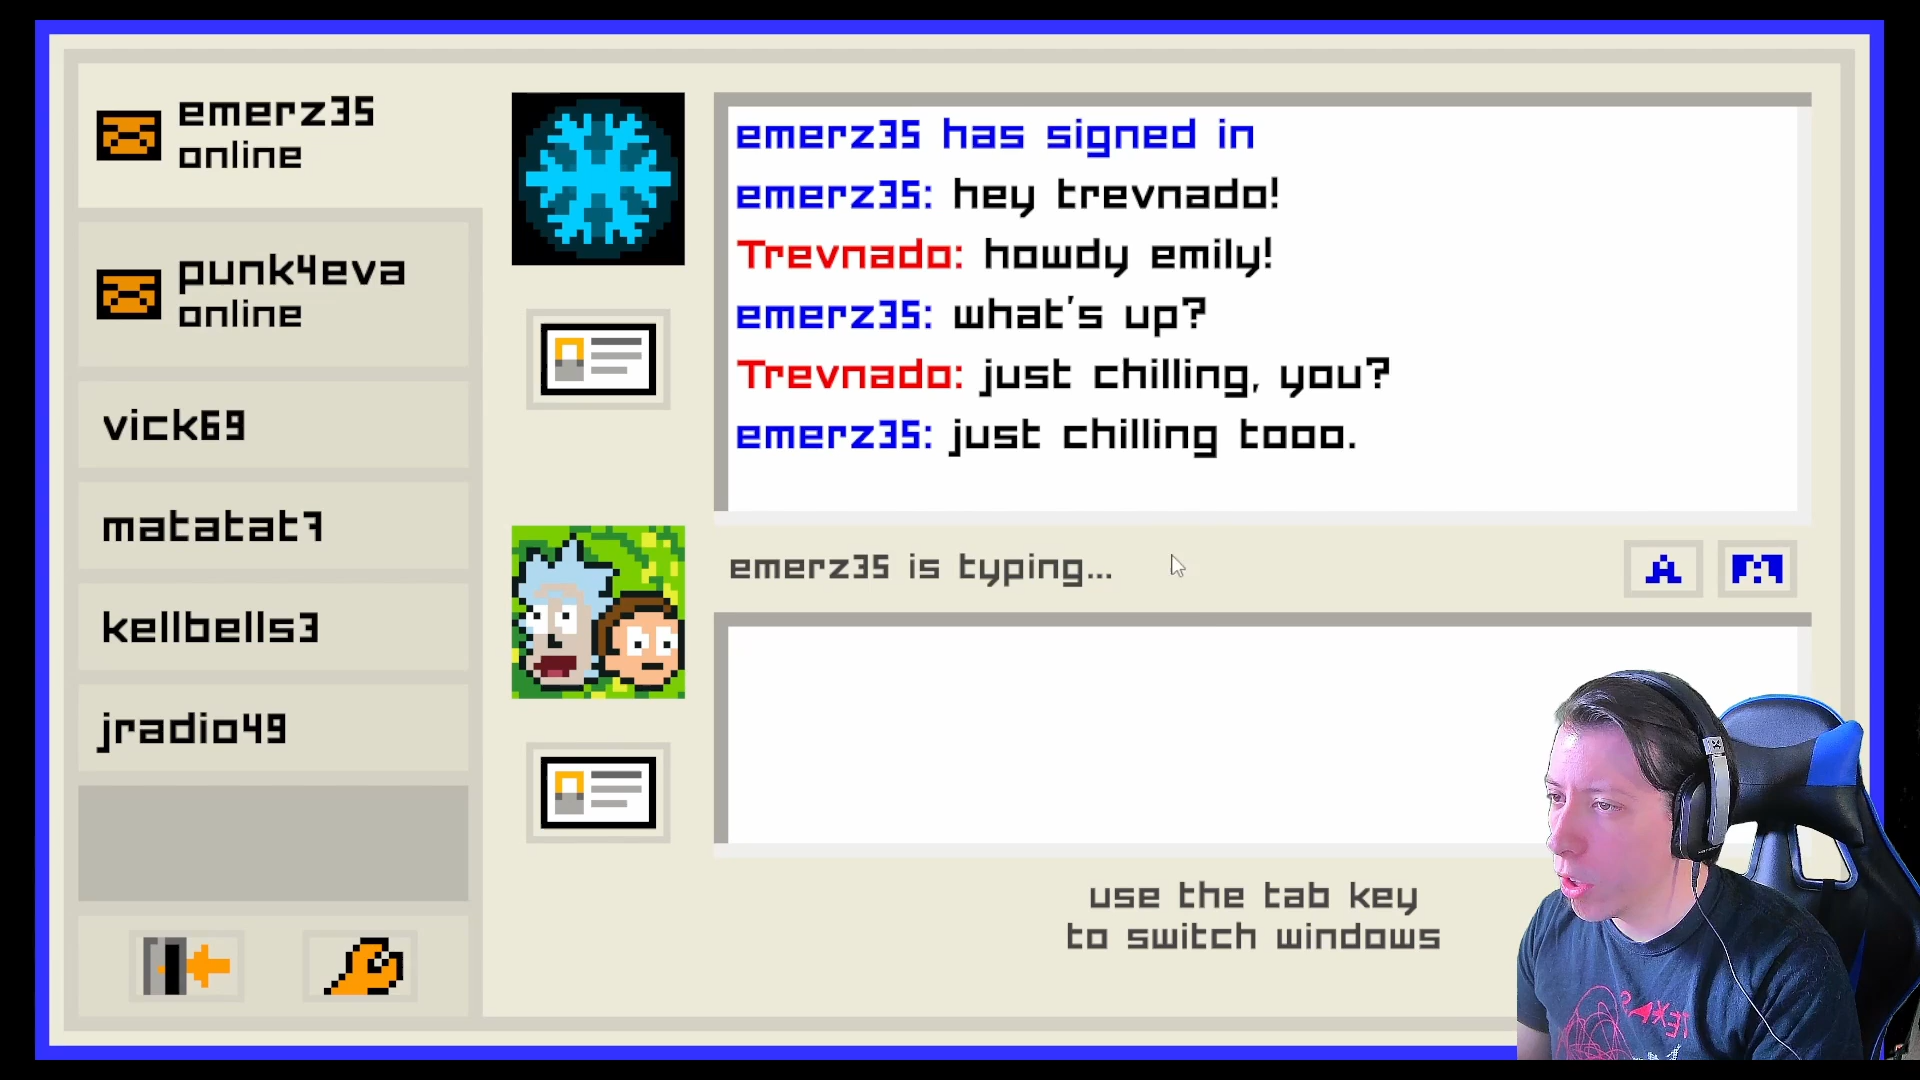 emerz35
online
punk4eva
online
vick69
matatat7
kellbells3
jradio49
emerz35 has signed in
emerz35: hey trevnado!
Trevnado: howdy emily!
emerz35: what's up?
Trevnado: just chilling, you?
emerz35: just chilling tooo.
emerz35 is typing...
A
use the tab key
to switch windows